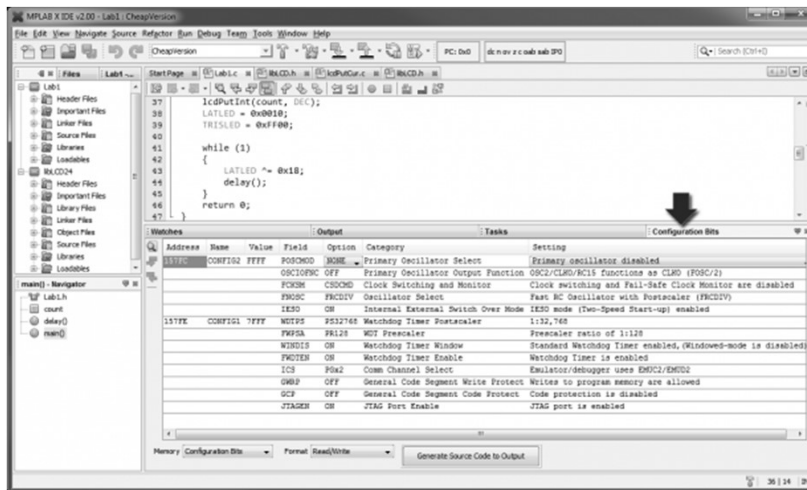 MPLAB X IDE v2.00 - Lab1 : CheapVersion
File Edit View Navigate Source Refactor Run Debug Team Tools Window Help
CheapVersion PC: 0x0 dc n ov z c oab sab IP0 Search (Ctrl+I)
Files Lab1 -... Start Page Lab1.c libLCD.h lcdPutCur.c libLCD.h
Lab1
Header Files
Important Files
Linker Files
Source Files
Libraries
Loadables
libLCD24
Header Files
Important Files
Library Files
Linker Files
Object Files
Source Files
Libraries
Loadables
37 lcdPutInt(count, DEC);
38 LATLED = 0x0010;
39 TRISLED = 0xFF00;
40
41 while (1)
42 {
43 LATLED ^= 0x18;
44 delay();
45 }
46 return 0;
47 }
main() - Navigator
Lab1.h
count
delay()
main()
Watches Output Tasks Configuration Bits
Address Name Value Field Option Category Setting
157FC CONFIG2 FFFF POSCMOD NONE Primary Oscillator Select Primary oscillator disabled
OSCIOFNC OFF Primary Oscillator Output Function OSC2/CLKO/RC15 functions as CLKO (FOSC/2)
FCKSM CSDCMD Clock Switching and Monitor Clock switching and Fail-Safe Clock Monitor are disabled
FNOSC FRCDIV Oscillator Select Fast RC Oscillator with Postscaler (FRCDIV)
IESO ON Internal External Switch Over Mode IESO mode (Two-Speed Start-up) enabled
157FE CONFIG1 7FFF WDTPS PS32768 Watchdog Timer Postscaler 1:32,768
FWPSA PR128 WDT Prescaler Prescaler ratio of 1:128
WINDIS ON Watchdog Timer Window Standard Watchdog Timer enabled,(Windowed-mode is disabled)
FWDTEN ON Watchdog Timer Enable Watchdog Timer is enabled
ICS PGx2 Comm Channel Select Emulator/debugger uses EMUC2/EMUD2
GWRP OFF General Code Segment Write Protect Writes to program memory are allowed
GCP OFF General Code Segment Code Protect Code protection is disabled
JTAGEN ON JTAG Port Enable JTAG port is enabled
Memory Configuration Bits Format Read/Write Generate Source Code to Output
36 | 14